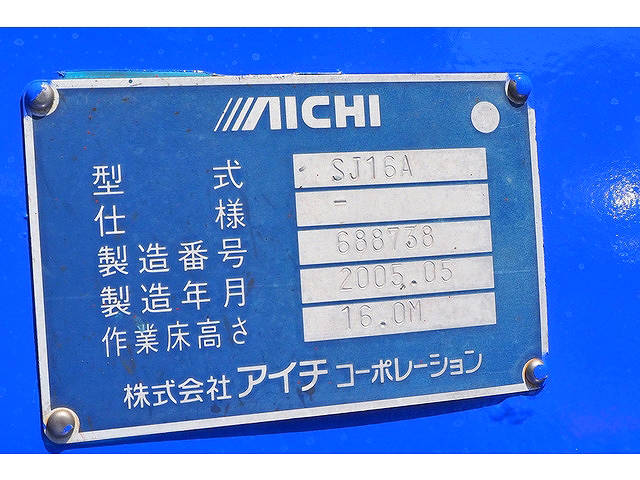 AICHI
型式 SJ16A
仕様 -
製造番号 688738
製造年月 2005.05
作業床高さ 16.0M
株式会社アイチコーポレーション